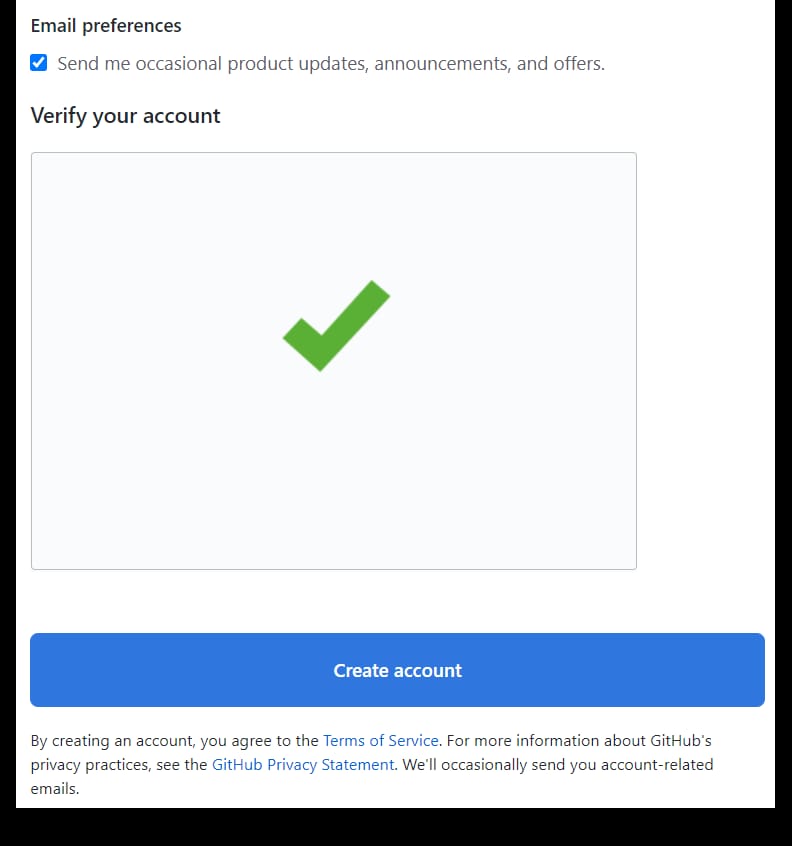 Email preferences
Send me occasional product updates, announcements, and offers.
Verify your account
Create account
By creating an account, you agree to the Terms of Service. For more information about GitHub's
privacy practices, see the GitHub Privacy Statement. We'll occasionally send you account-related
emails.